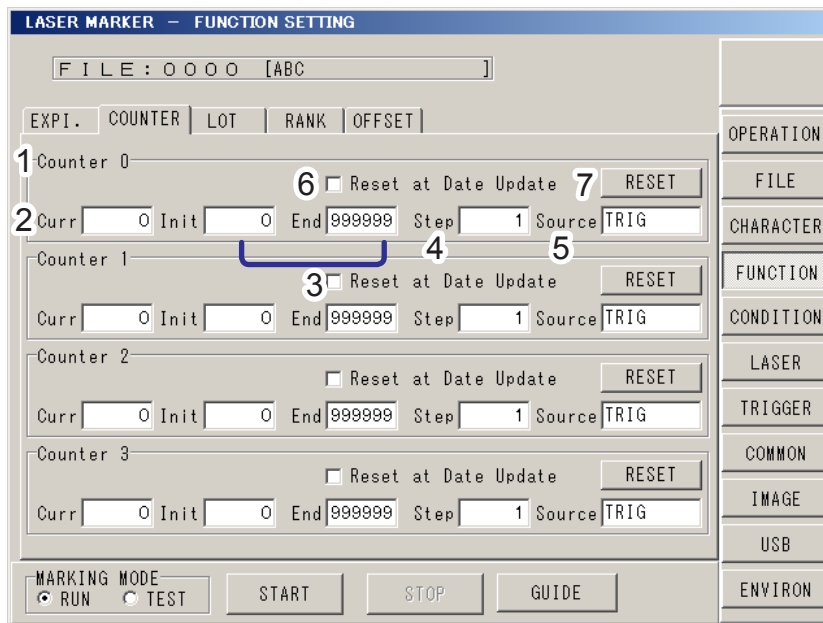 LASER MARKER － FUNCTION SETTING
ＦＩＬＥ：００００ [ABC ]
EXPI. COUNTER LOT RANK OFFSET
OPERATION
1 Counter 0
6 Reset at Date Update 7 RESET
FILE
2 Curr 0 Init 0 End 999999 Step 1 Source TRIG
CHARACTER
4 5
Counter 1
3 Reset at Date Update RESET
FUNCTION
Curr 0 Init 0 End 999999 Step 1 Source TRIG
CONDITION
Counter 2
LASER
Reset at Date Update RESET
Curr 0 Init 0 End 999999 Step 1 Source TRIG
TRIGGER
Counter 3
COMMON
Reset at Date Update RESET
IMAGE
Curr 0 Init 0 End 999999 Step 1 Source TRIG
USB
MARKING MODE
RUN TEST START STOP GUIDE
ENVIRON